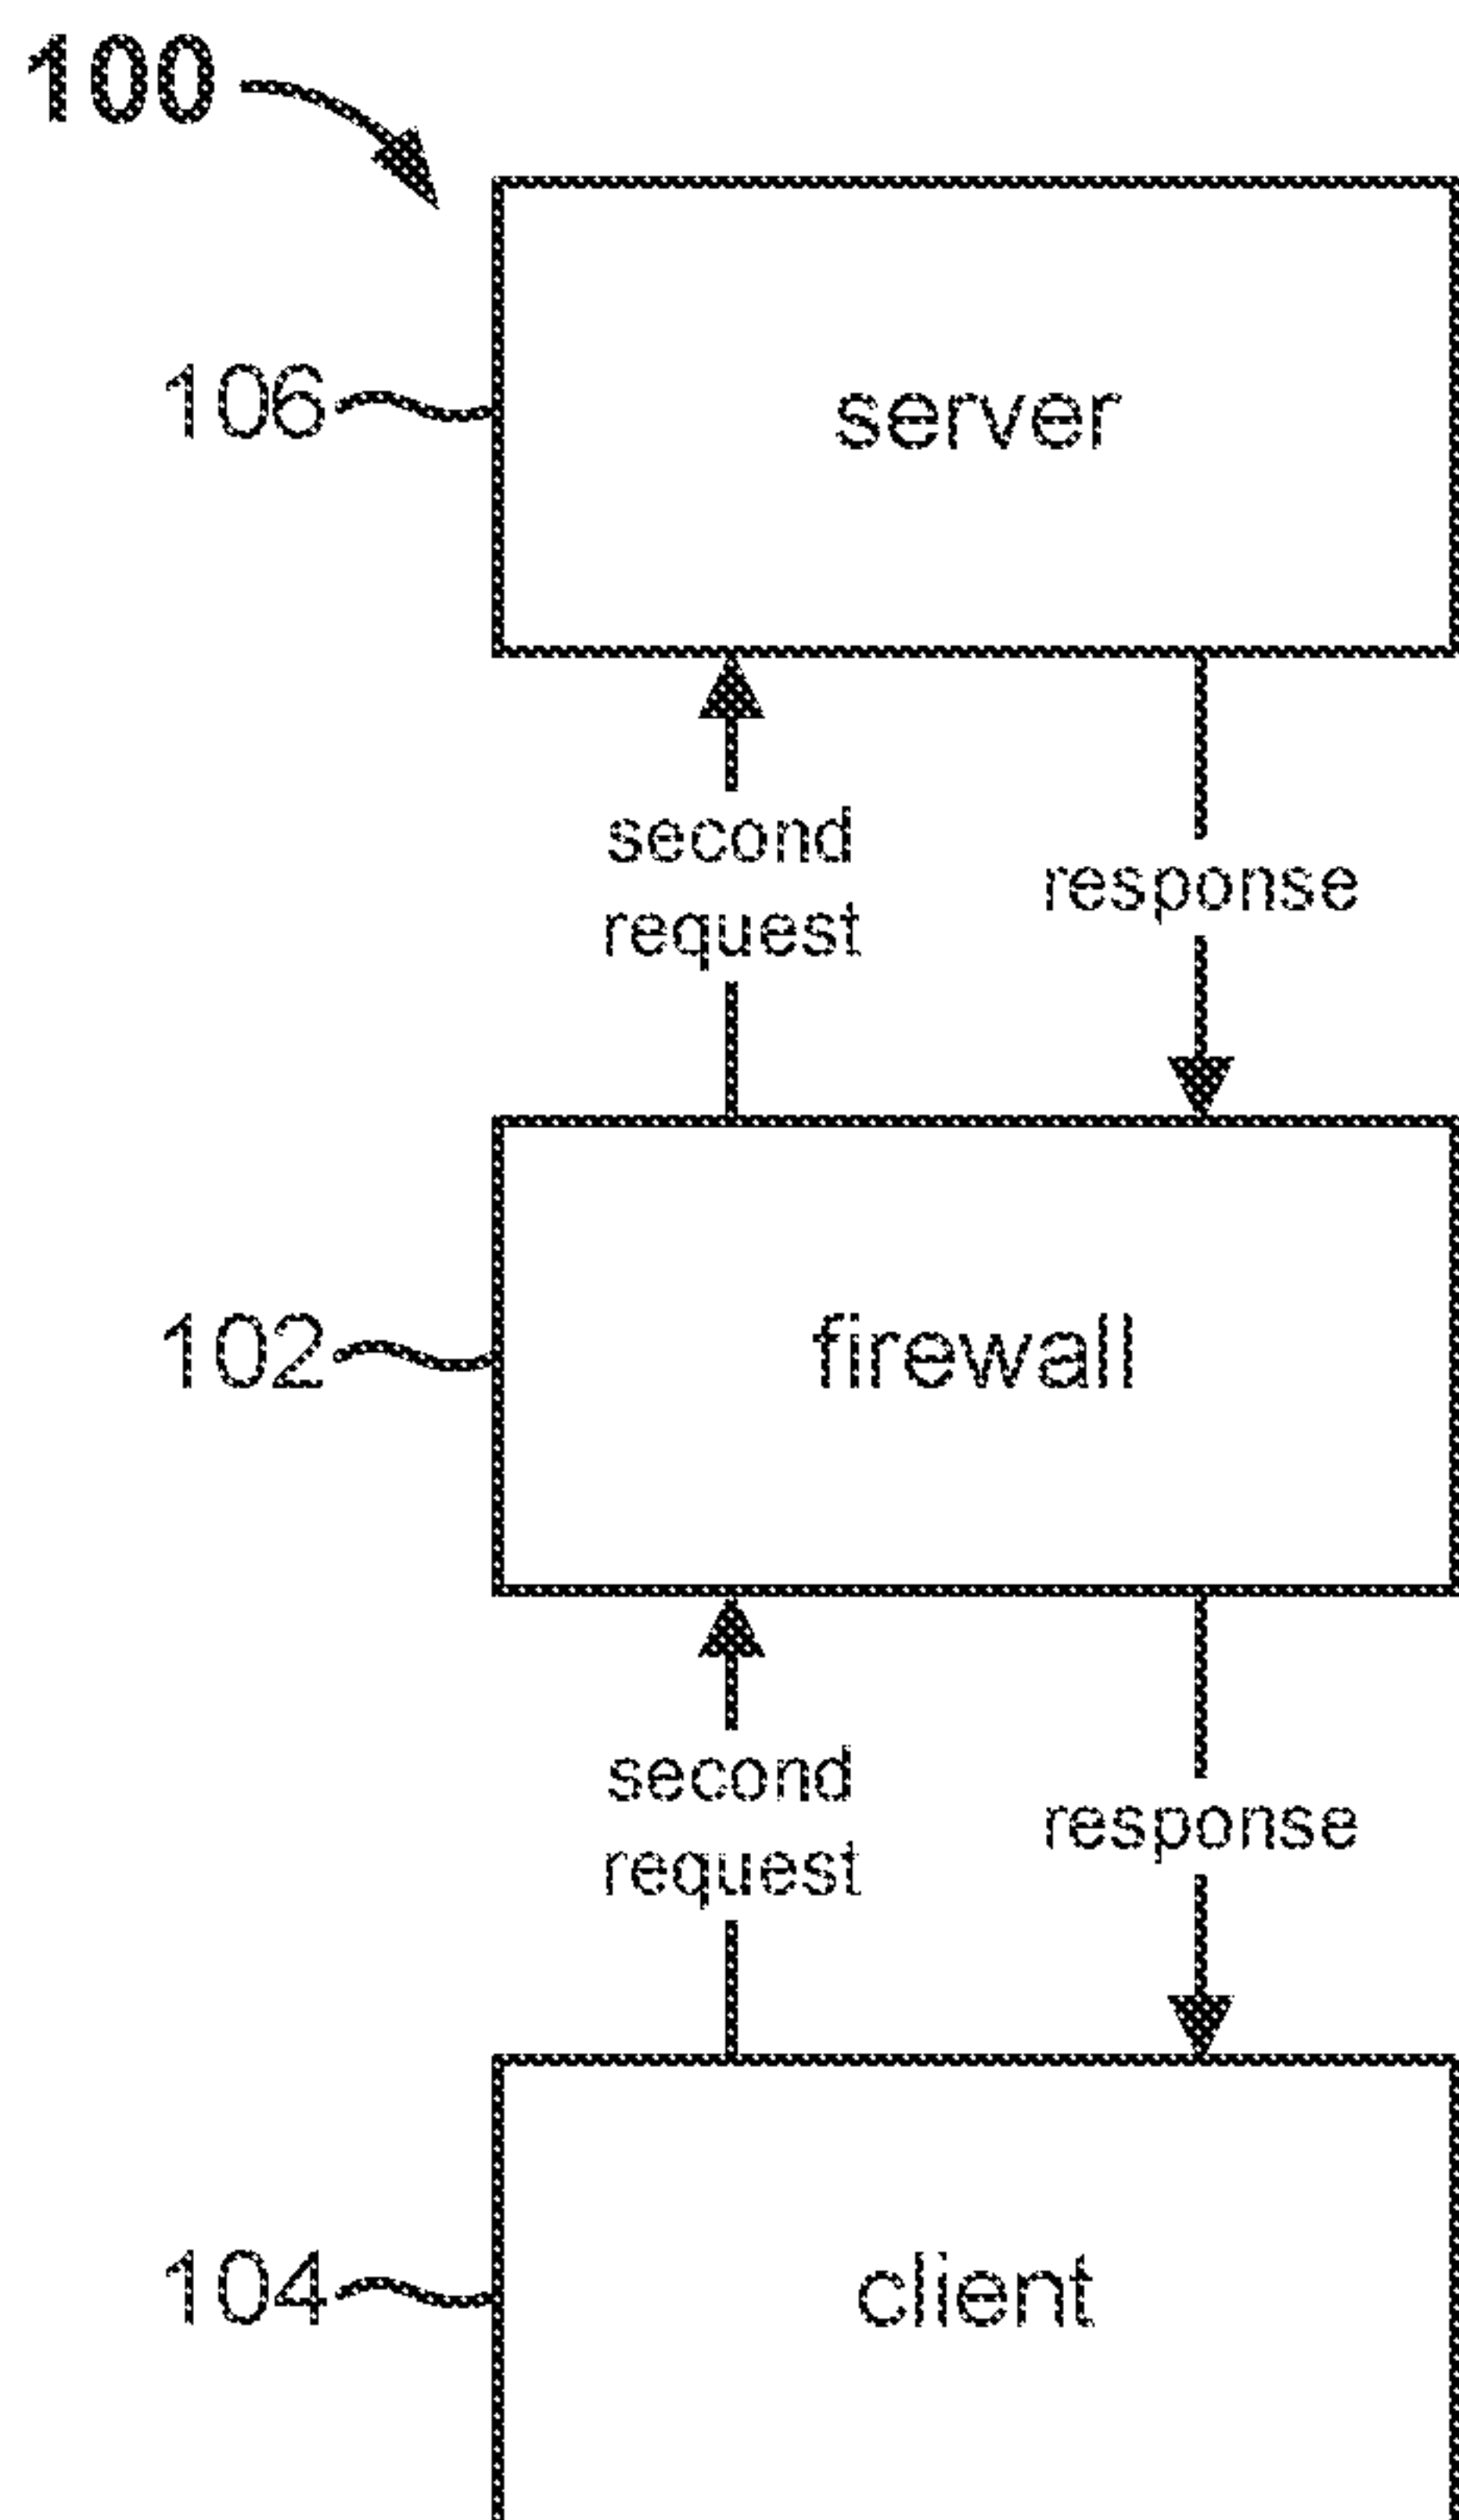 100
106
server
second
request
response
102
firewall
second
request
response
104
client